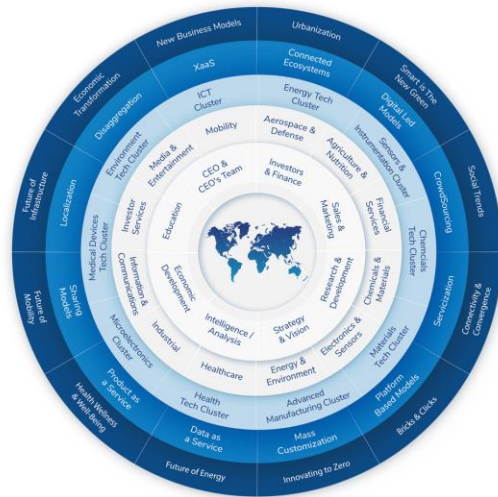 New Business Models
Urbanization
Smart is The
New Green
Social Trends
Connectivity &
Convergence
Bricks & Clicks
Innovating to Zero
Future of Energy
Health Wellness
& Well-Being
Future of
Mobility
Future of
Infrastructure
Economic
Transformation
XaaS
Connected
Ecosystems
Digital Led
Models
CrowdSourcing
Servicization
Platform
Based Models
Mass
Customization
Data as
a Service
Product as
a Service
Sharing
Models
Localization
Disaggregation
ICT
Cluster
Energy Tech
Cluster
Sensors &
Instrumentation Cluster
Chemcials
Tech Cluster
Materials
Tech Cluster
Advanced
Manufacturing Cluster
Health
Tech Cluster
Microelectronics
Cluster
Medical Devices
Tech Cluster
Environment
Tech Cluster
Mobility
Aerospace &
Defense
Agriculture &
Nutrition
Financial
Services
Chemicals &
Materials
Electronics &
Sensors
Energy &
Environment
Healthcare
Industrial
Information &
Communications
Investor
Services
Media &
Entertainment
CEO &
CEO's Team
Investors
& Finance
Sales &
Marketing
Research &
Development
Strategy
& Vision
Intelligence /
Analysis
Economic
Development
Education